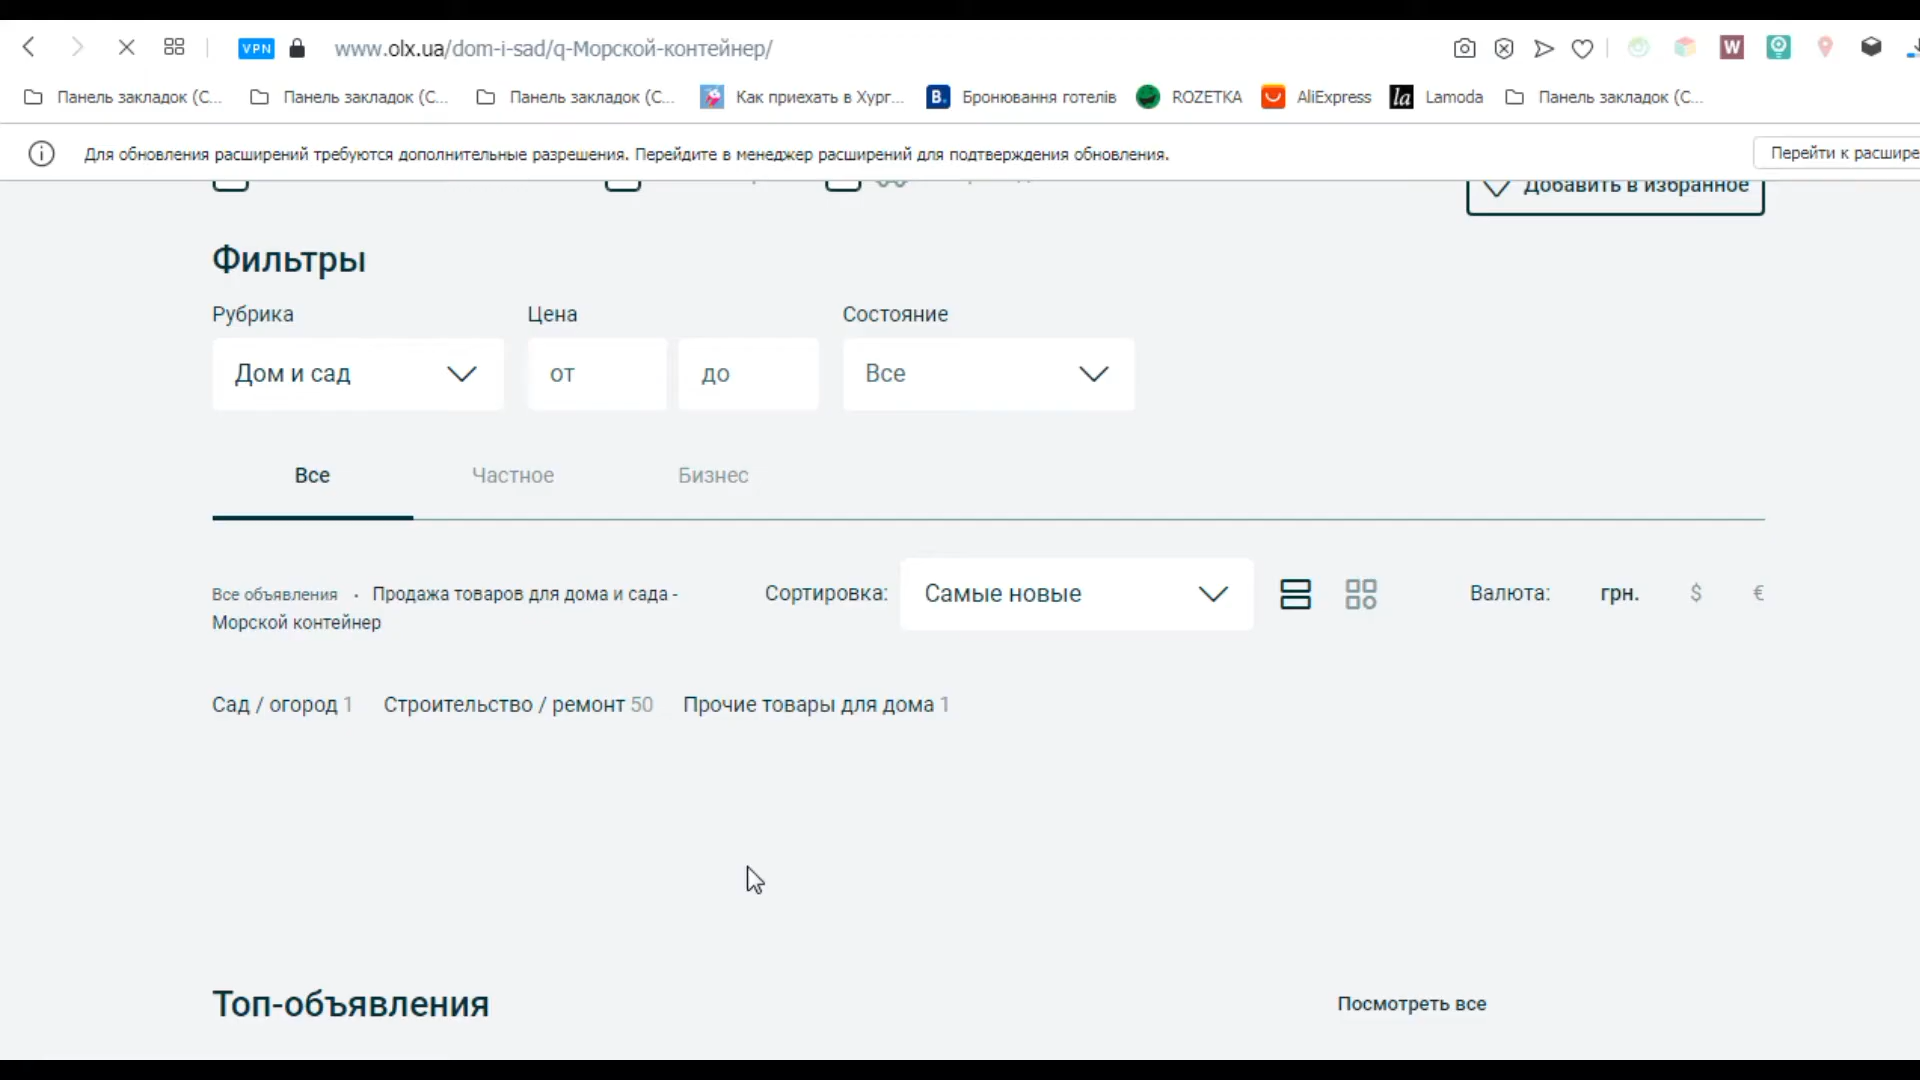 VPN www.olx.ua/dom-i-sad/q-Морской-контейнер/ W
Панель закладок (С... Панель закладок (С... Панель закладок (С... Как приехать в Хург... B. Бронювання готелів ROZETKA AliExpress la Lamoda Панель закладок (С...
Для обновления расширений требуются дополнительные разрешения. Перейдите в менеджер расширений для подтверждения обновления. Перейти к расшире
Добавить в избранное
Фильтры
Рубрика Цена Состояние
Дом и сад от до Все
Все Частное Бизнес
Все объявления • Продажа товаров для дома и сада - Сортировка: Самые новые Валюта: грн. $ €
Морской контейнер
Сад / огород 1 Строительство / ремонт 50 Прочие товары для дома 1
Топ-объявления Посмотреть все